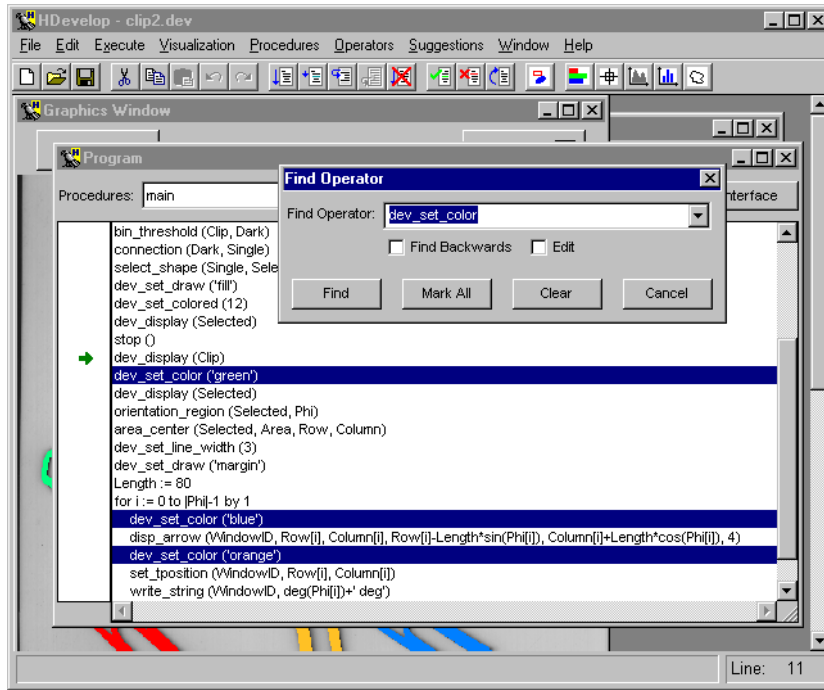 HDevelop - clip2.dev
File Edit Execute Visualization Procedures Operators Suggestions Window Help
Graphics Window
Program
Find Operator
Procedures: main
Find Operator: dev_set_color
nterface
Find Backwards Edit
Find Mark All Clear Cancel
bin_threshold (Clip, Dark)
connection (Dark, Single)
select_shape (Single, Sele
dev_set_draw ('fill')
dev_set_colored (12)
dev_display (Selected)
stop ()
dev_display (Clip)
dev_set_color ('green')
dev_display (Selected)
orientation_region (Selected, Phi)
area_center (Selected, Area, Row, Column)
dev_set_line_width (3)
dev_set_draw ('margin')
Length := 80
for i := 0 to |Phi|-1 by 1
dev_set_color ('blue')
disp_arrow (WindowID, Row[i], Column[i], Row[i]-Length*sin(Phi[i]), Column[i]+Length*cos(Phi[i]), 4)
dev_set_color ('orange')
set_tposition (WindowID, Row[i], Column[i])
write_string (WindowID, deg(Phi[i])+' deg')
Line: 11